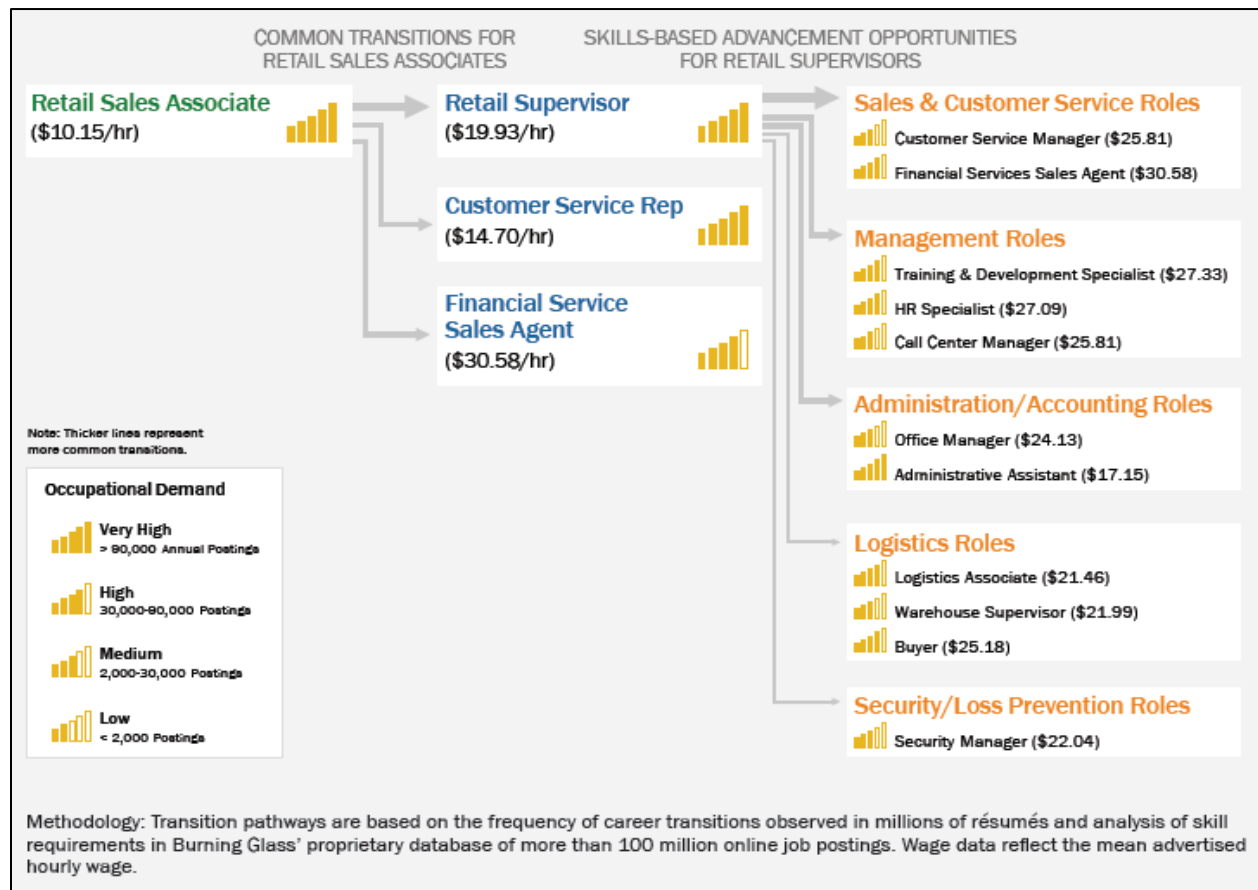 COMMON TRANSITIONS FOR
RETAIL SALES ASSOCIATES
SKILLS-BASED ADVANCEMENT OPPORTUNITIES
FOR RETAIL SUPERVISORS
Retail Sales Associate
($10.15/hr)
Retail Supervisor
($19.93/hr)
Customer Service Rep
($14.70/hr)
Financial Service
Sales Agent
($30.58/hr)
Sales & Customer Service Roles
Customer Service Manager ($25.81)
Financial Services Sales Agent ($30.58)
Management Roles
Training & Development Specialist ($27.33)
HR Specialist ($27.09)
Call Center Manager ($25.81)
Administration/Accounting Roles
Office Manager ($24.13)
Administrative Assistant ($17.15)
Logistics Roles
Logistics Associate ($21.46)
Warehouse Supervisor ($21.99)
Buyer ($25.18)
Security/Loss Prevention Roles
Security Manager ($22.04)
Note: Thicker lines represent
more common transitions.
Occupational Demand
Very High
> 90,000 Annual Postings
High
30,000-90,000 Postings
Medium
2,000-30,000 Postings
Low
< 2,000 Postings
Methodology: Transition pathways are based on the frequency of career transitions observed in millions of résumés and analysis of skill
requirements in Burning Glass' proprietary database of more than 100 million online job postings. Wage data reflect the mean advertised
hourly wage.